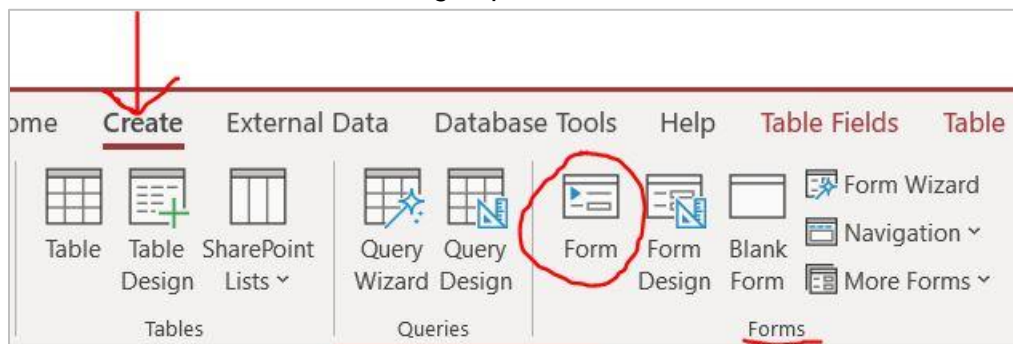 ome Create External Data Database Tools Help Table Fields Table
Table
Table Design
SharePoint Lists
Query Wizard
Query Design
Form
Form Design
Blank Form
Form Wizard
Navigation
More Forms
Tables
Queries
Forms